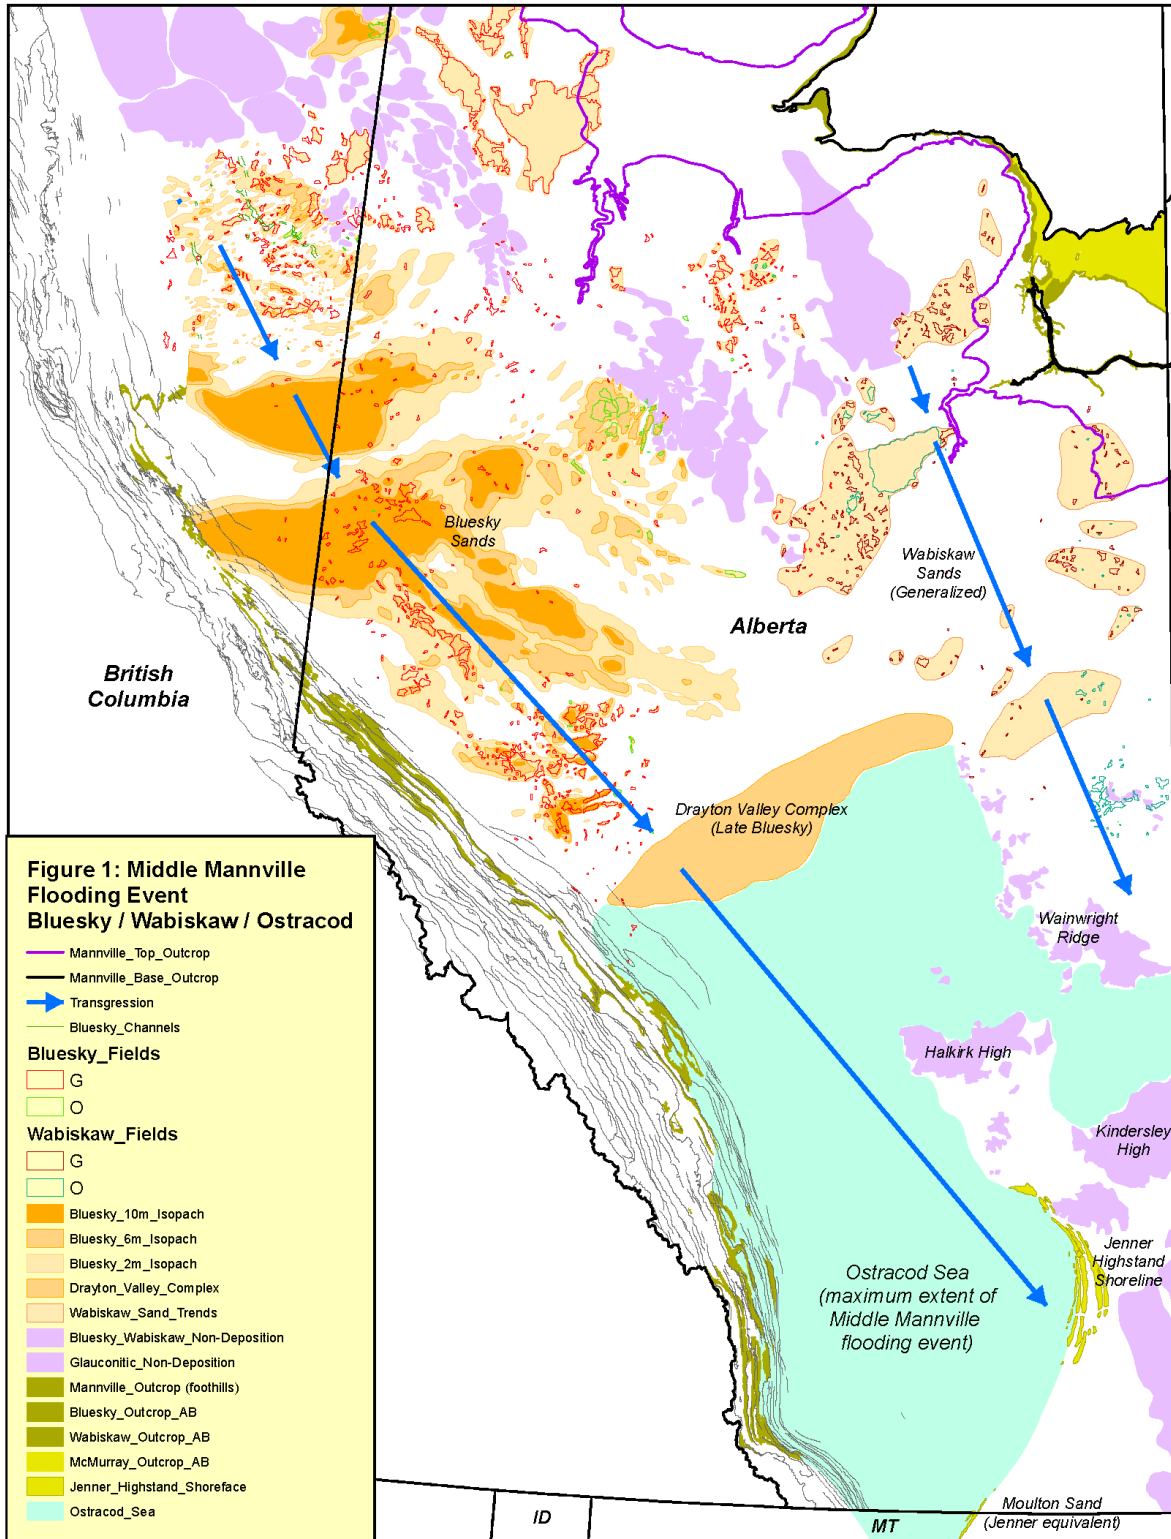 Bluesky
Sands
Wabiskaw
Sands
(Generalized)
Alberta
British
Columbia
Drayton Valley Complex
(Late Bluesky)
Wainwright
Ridge
Halkirk High
Kindersley
High
Jenner
Highstand
Shoreline
Ostracod Sea
(maximum extent of
Middle Mannville
flooding event)
Moulton Sand
(Jenner equivalent)
ID
MT
Figure 1: Middle Mannville
Flooding Event
Bluesky / Wabiskaw / Ostracod
Mannville_Top_Outcrop
Mannville_Base_Outcrop
Transgression
Bluesky_Channels
Bluesky_Fields
G
O
Wabiskaw_Fields
G
O
Bluesky_10m_Isopach
Bluesky_6m_Isopach
Bluesky_2m_Isopach
Drayton_Valley_Complex
Wabiskaw_Sand_Trends
Bluesky_Wabiskaw_Non-Deposition
Glauconitic_Non-Deposition
Mannville_Outcrop (foothills)
Bluesky_Outcrop_AB
Wabiskaw_Outcrop_AB
McMurray_Outcrop_AB
Jenner_Highstand_Shoreface
Ostracod_Sea